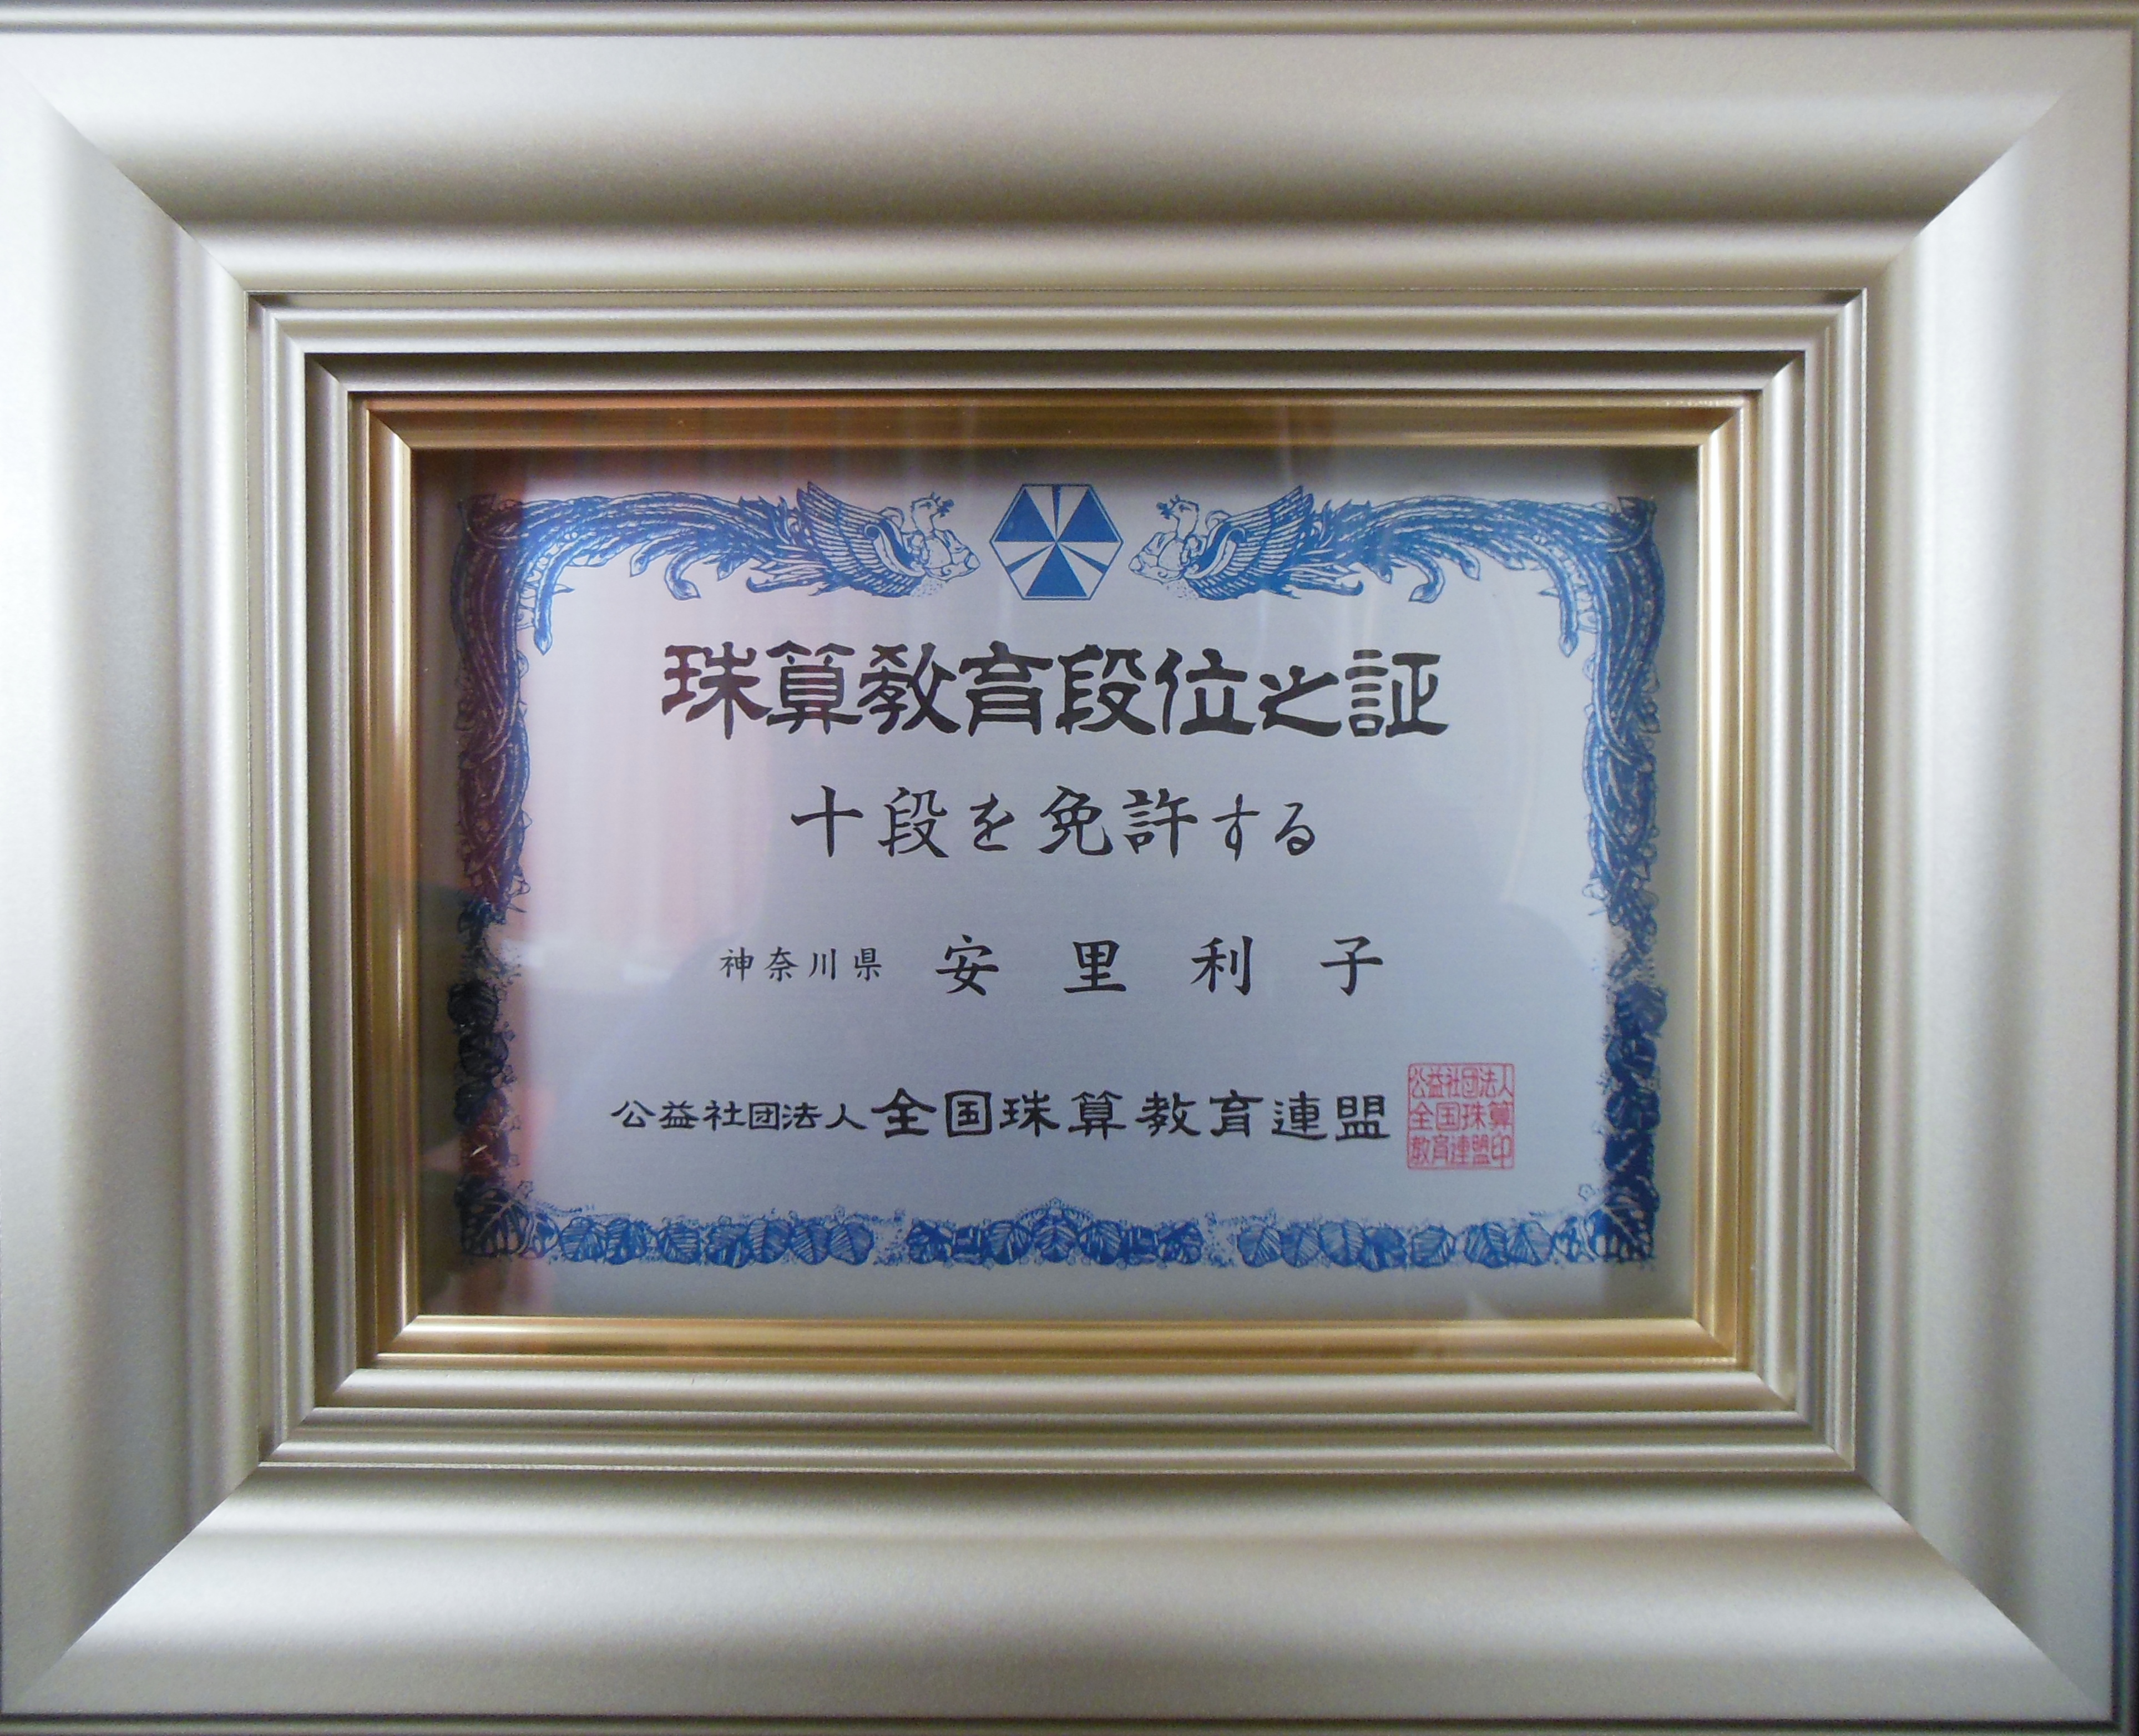 珠算教育段位之証
十段を免許する
神奈川県 安里利子
公益社団法人全国珠算教育連盟
公益社団法人
全国珠算
教育連盟印